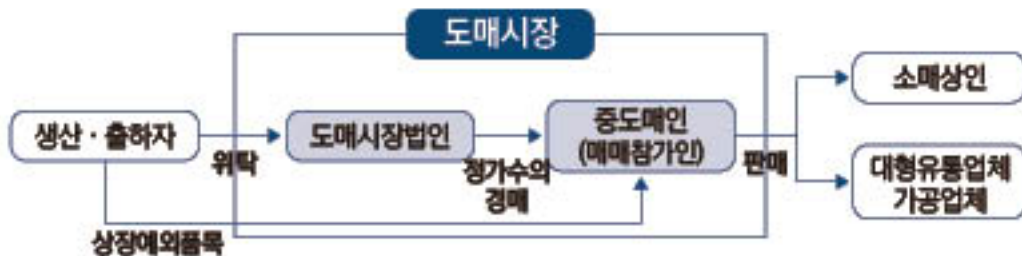 도매시장
생산 · 출하자
위탁
도매시장법인
정가수의
경매
중도매인
(매매참가인)
판매
소매상인
대형유통업체
가공업체
상장예외품목